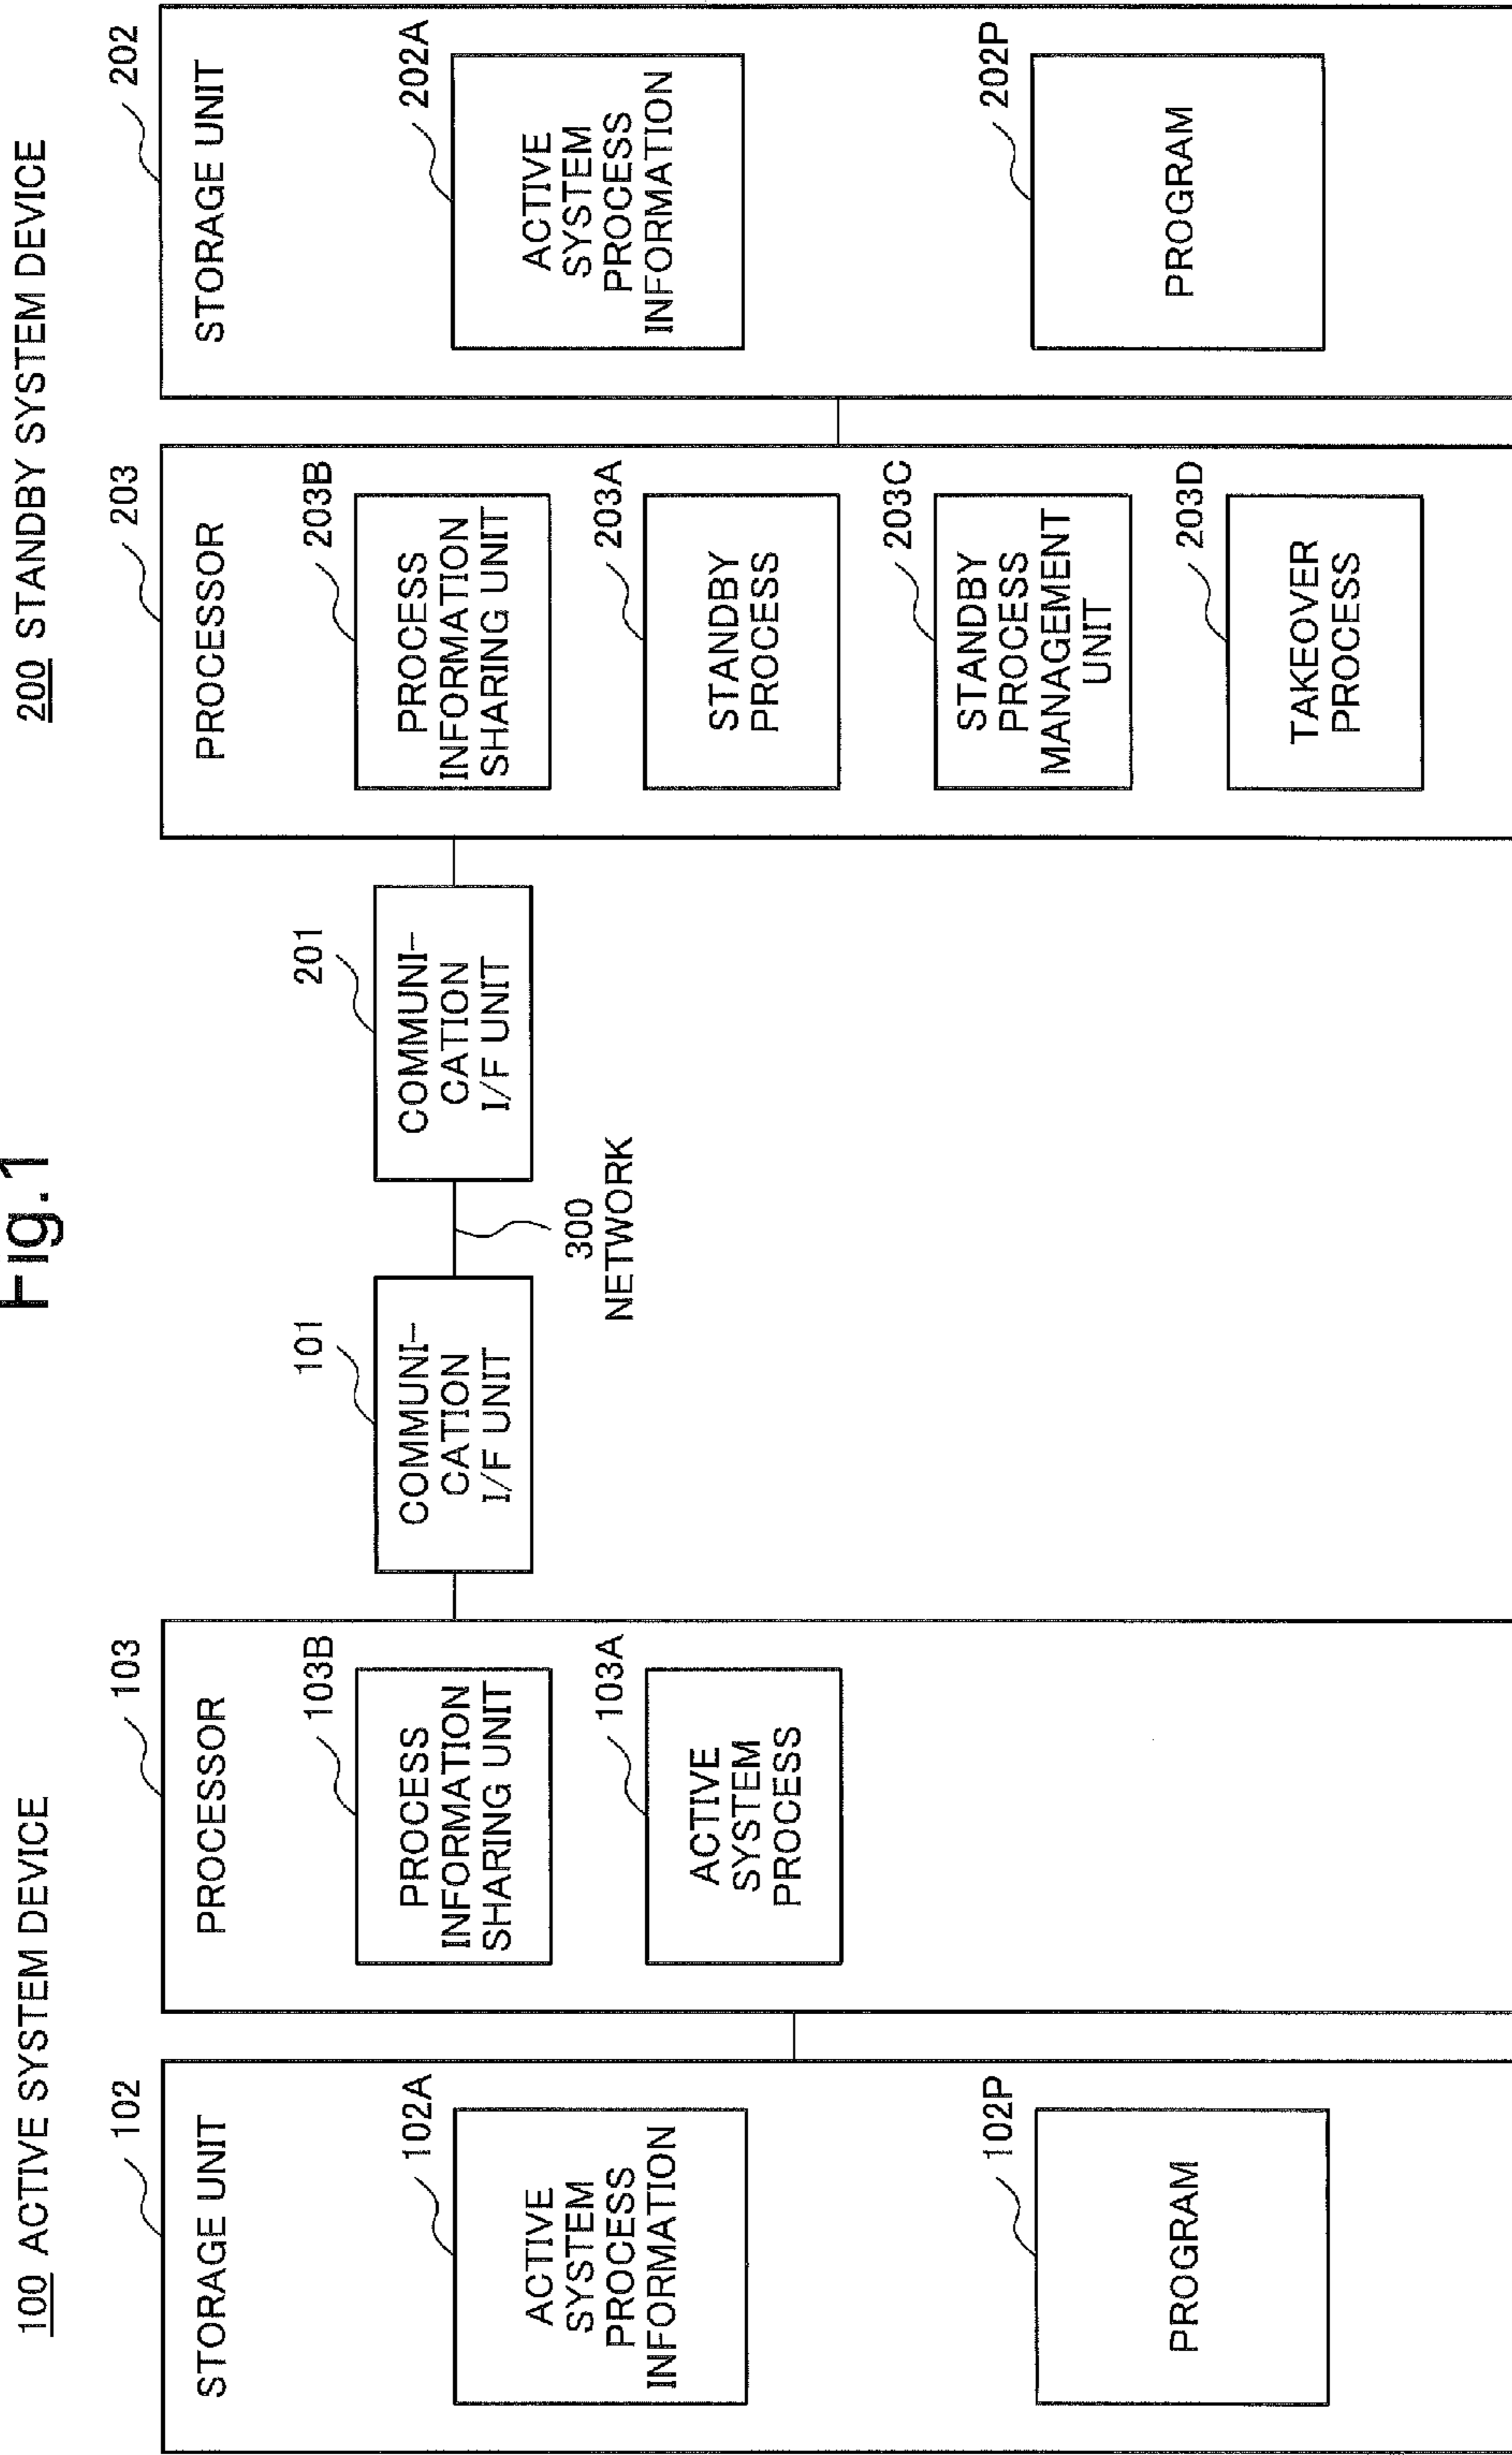 Fig.1
100 ACTIVE SYSTEM DEVICE
102
STORAGE UNIT
102A
ACTIVE
SYSTEM
PROCESS
INFORMATION
102P
PROGRAM
103
PROCESSOR
103B
PROCESS
INFORMATION
SHARING UNIT
103A
ACTIVE
SYSTEM
PROCESS
101
COMMUNI-
CATION
I/F UNIT
300
NETWORK
201
COMMUNI-
CATION
I/F UNIT
200 STANDBY SYSTEM DEVICE
203
PROCESSOR
203B
PROCESS
INFORMATION
SHARING UNIT
203A
STANDBY
PROCESS
203C
STANDBY
PROCESS
MANAGEMENT
UNIT
203D
TAKEOVER
PROCESS
202
STORAGE UNIT
202A
ACTIVE
SYSTEM
PROCESS
INFORMATION
202P
PROGRAM